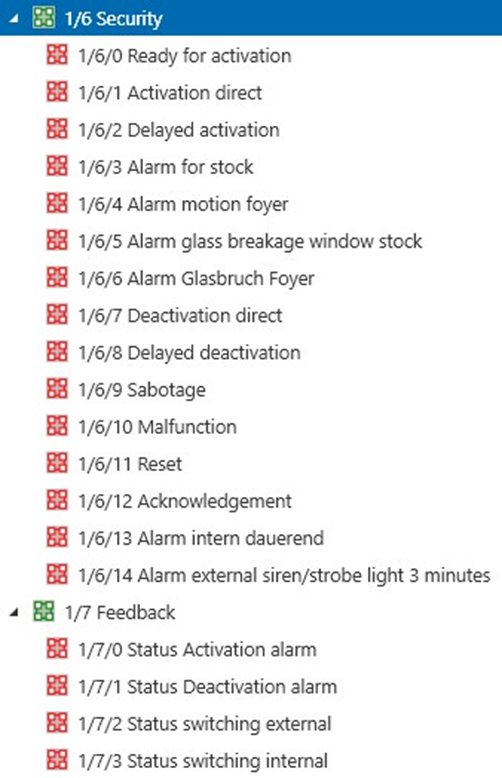 1/6 Security
1/6/0 Ready for activation
1/6/1 Activation direct
1/6/2 Delayed activation
1/6/3 Alarm for stock
1/6/4 Alarm motion foyer
1/6/5 Alarm glass breakage window stock
1/6/6 Alarm Glasbruch Foyer
1/6/7 Deactivation direct
1/6/8 Delayed deactivation
1/6/9 Sabotage
1/6/10 Malfunction
1/6/11 Reset
1/6/12 Acknowledgement
1/6/13 Alarm intern dauerend
1/6/14 Alarm external siren/strobe light 3 minutes
1/7 Feedback
1/7/0 Status Activation alarm
1/7/1 Status Deactivation alarm
1/7/2 Status switching external
1/7/3 Status switching internal